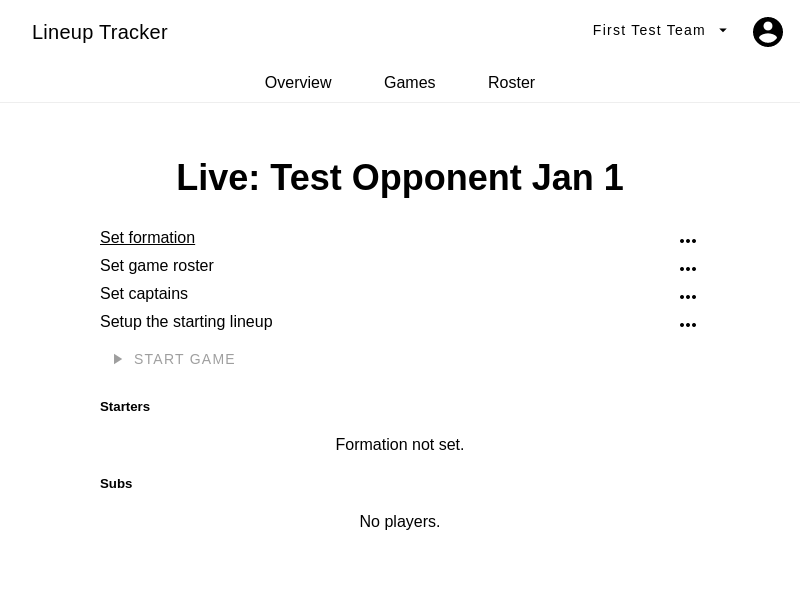 Lineup Tracker
First Test Team
Overview Games Roster
Live: Test Opponent Jan 1
Set formation
Set game roster
Set captains
Setup the starting lineup
START GAME
Starters
Formation not set.
Subs
No players.